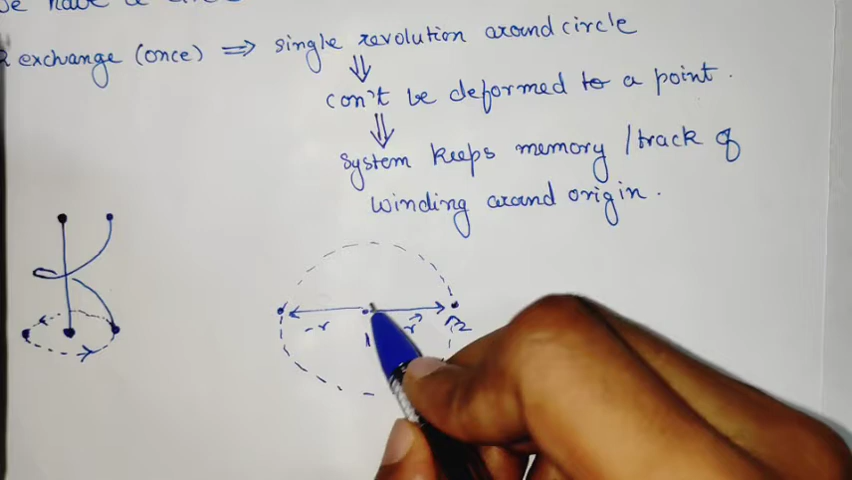 have a
exchange (once) ⇒ single revolution around circle
⇓
can't be deformed to a point.
⇓
system keeps memory / track of
winding around origin.
-r
r⃗
2
1